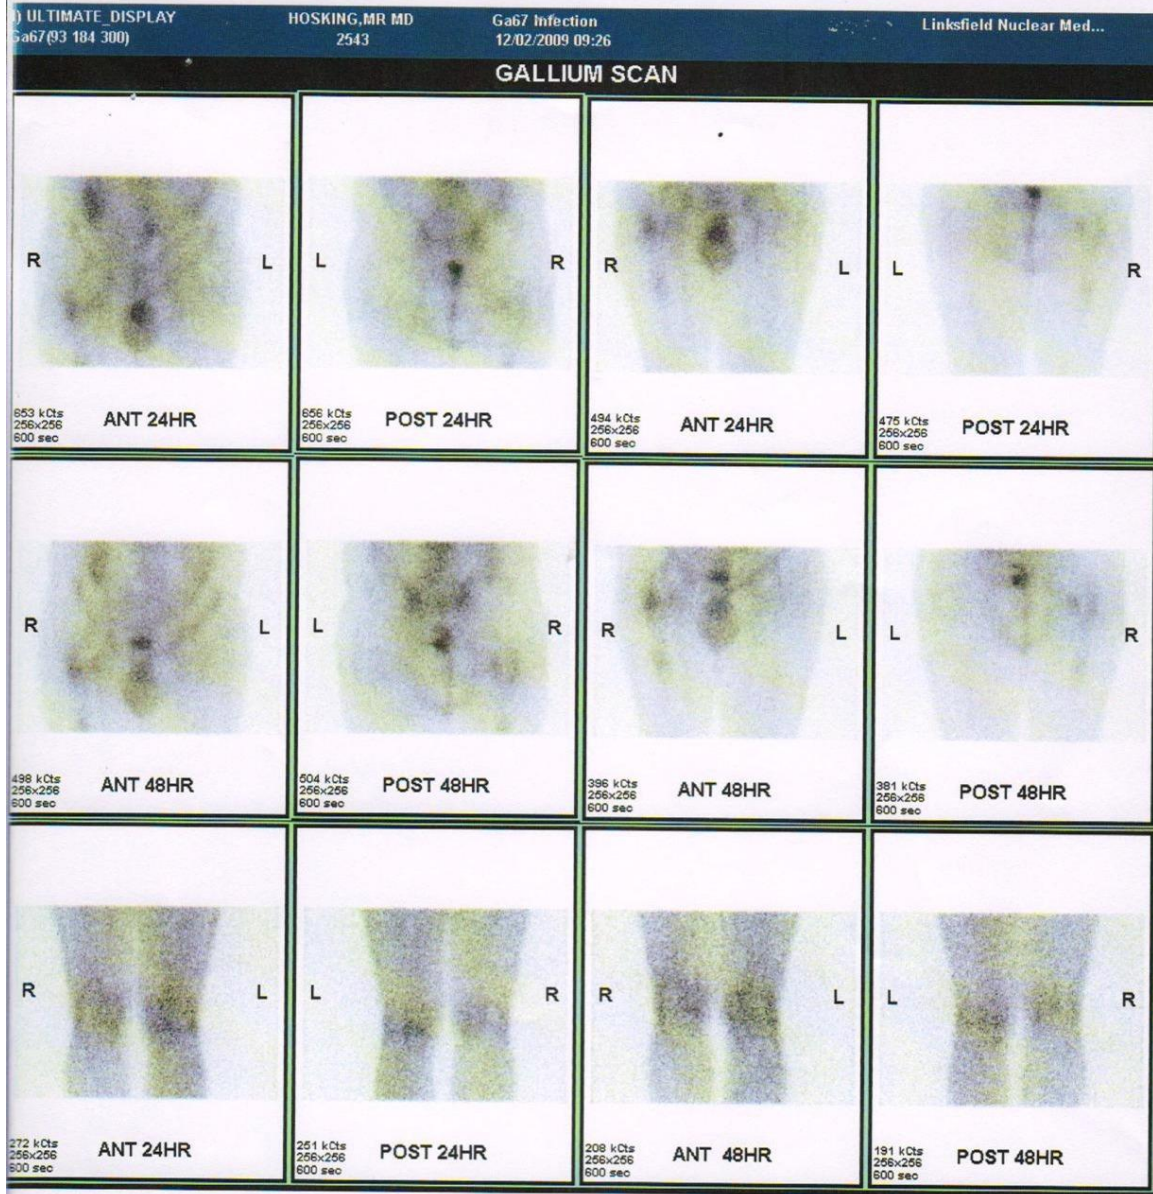 ULTIMATE_DISPLAY HOSKING,MR MD Ga67 Infection Linksfield Nuclear Med...
Ga67(93 184 300) 2543 12/02/2009 09:26
GALLIUM SCAN
R L L R R L L R
653 kCts 656 kCts 494 kCts 475 kCts
256x256 256x256 256x256 256x256
600 sec 600 sec 600 sec 600 sec
ANT 24HR POST 24HR ANT 24HR POST 24HR
R L L R R L L R
498 kCts 504 kCts 396 kCts 381 kCts
256x256 256x256 256x256 256x256
600 sec 600 sec 600 sec 600 sec
ANT 48HR POST 48HR ANT 48HR POST 48HR
R L L R R L L R
272 kCts 251 kCts 208 kCts 191 kCts
256x256 256x256 256x256 256x256
600 sec 600 sec 600 sec 600 sec
ANT 24HR POST 24HR ANT 48HR POST 48HR